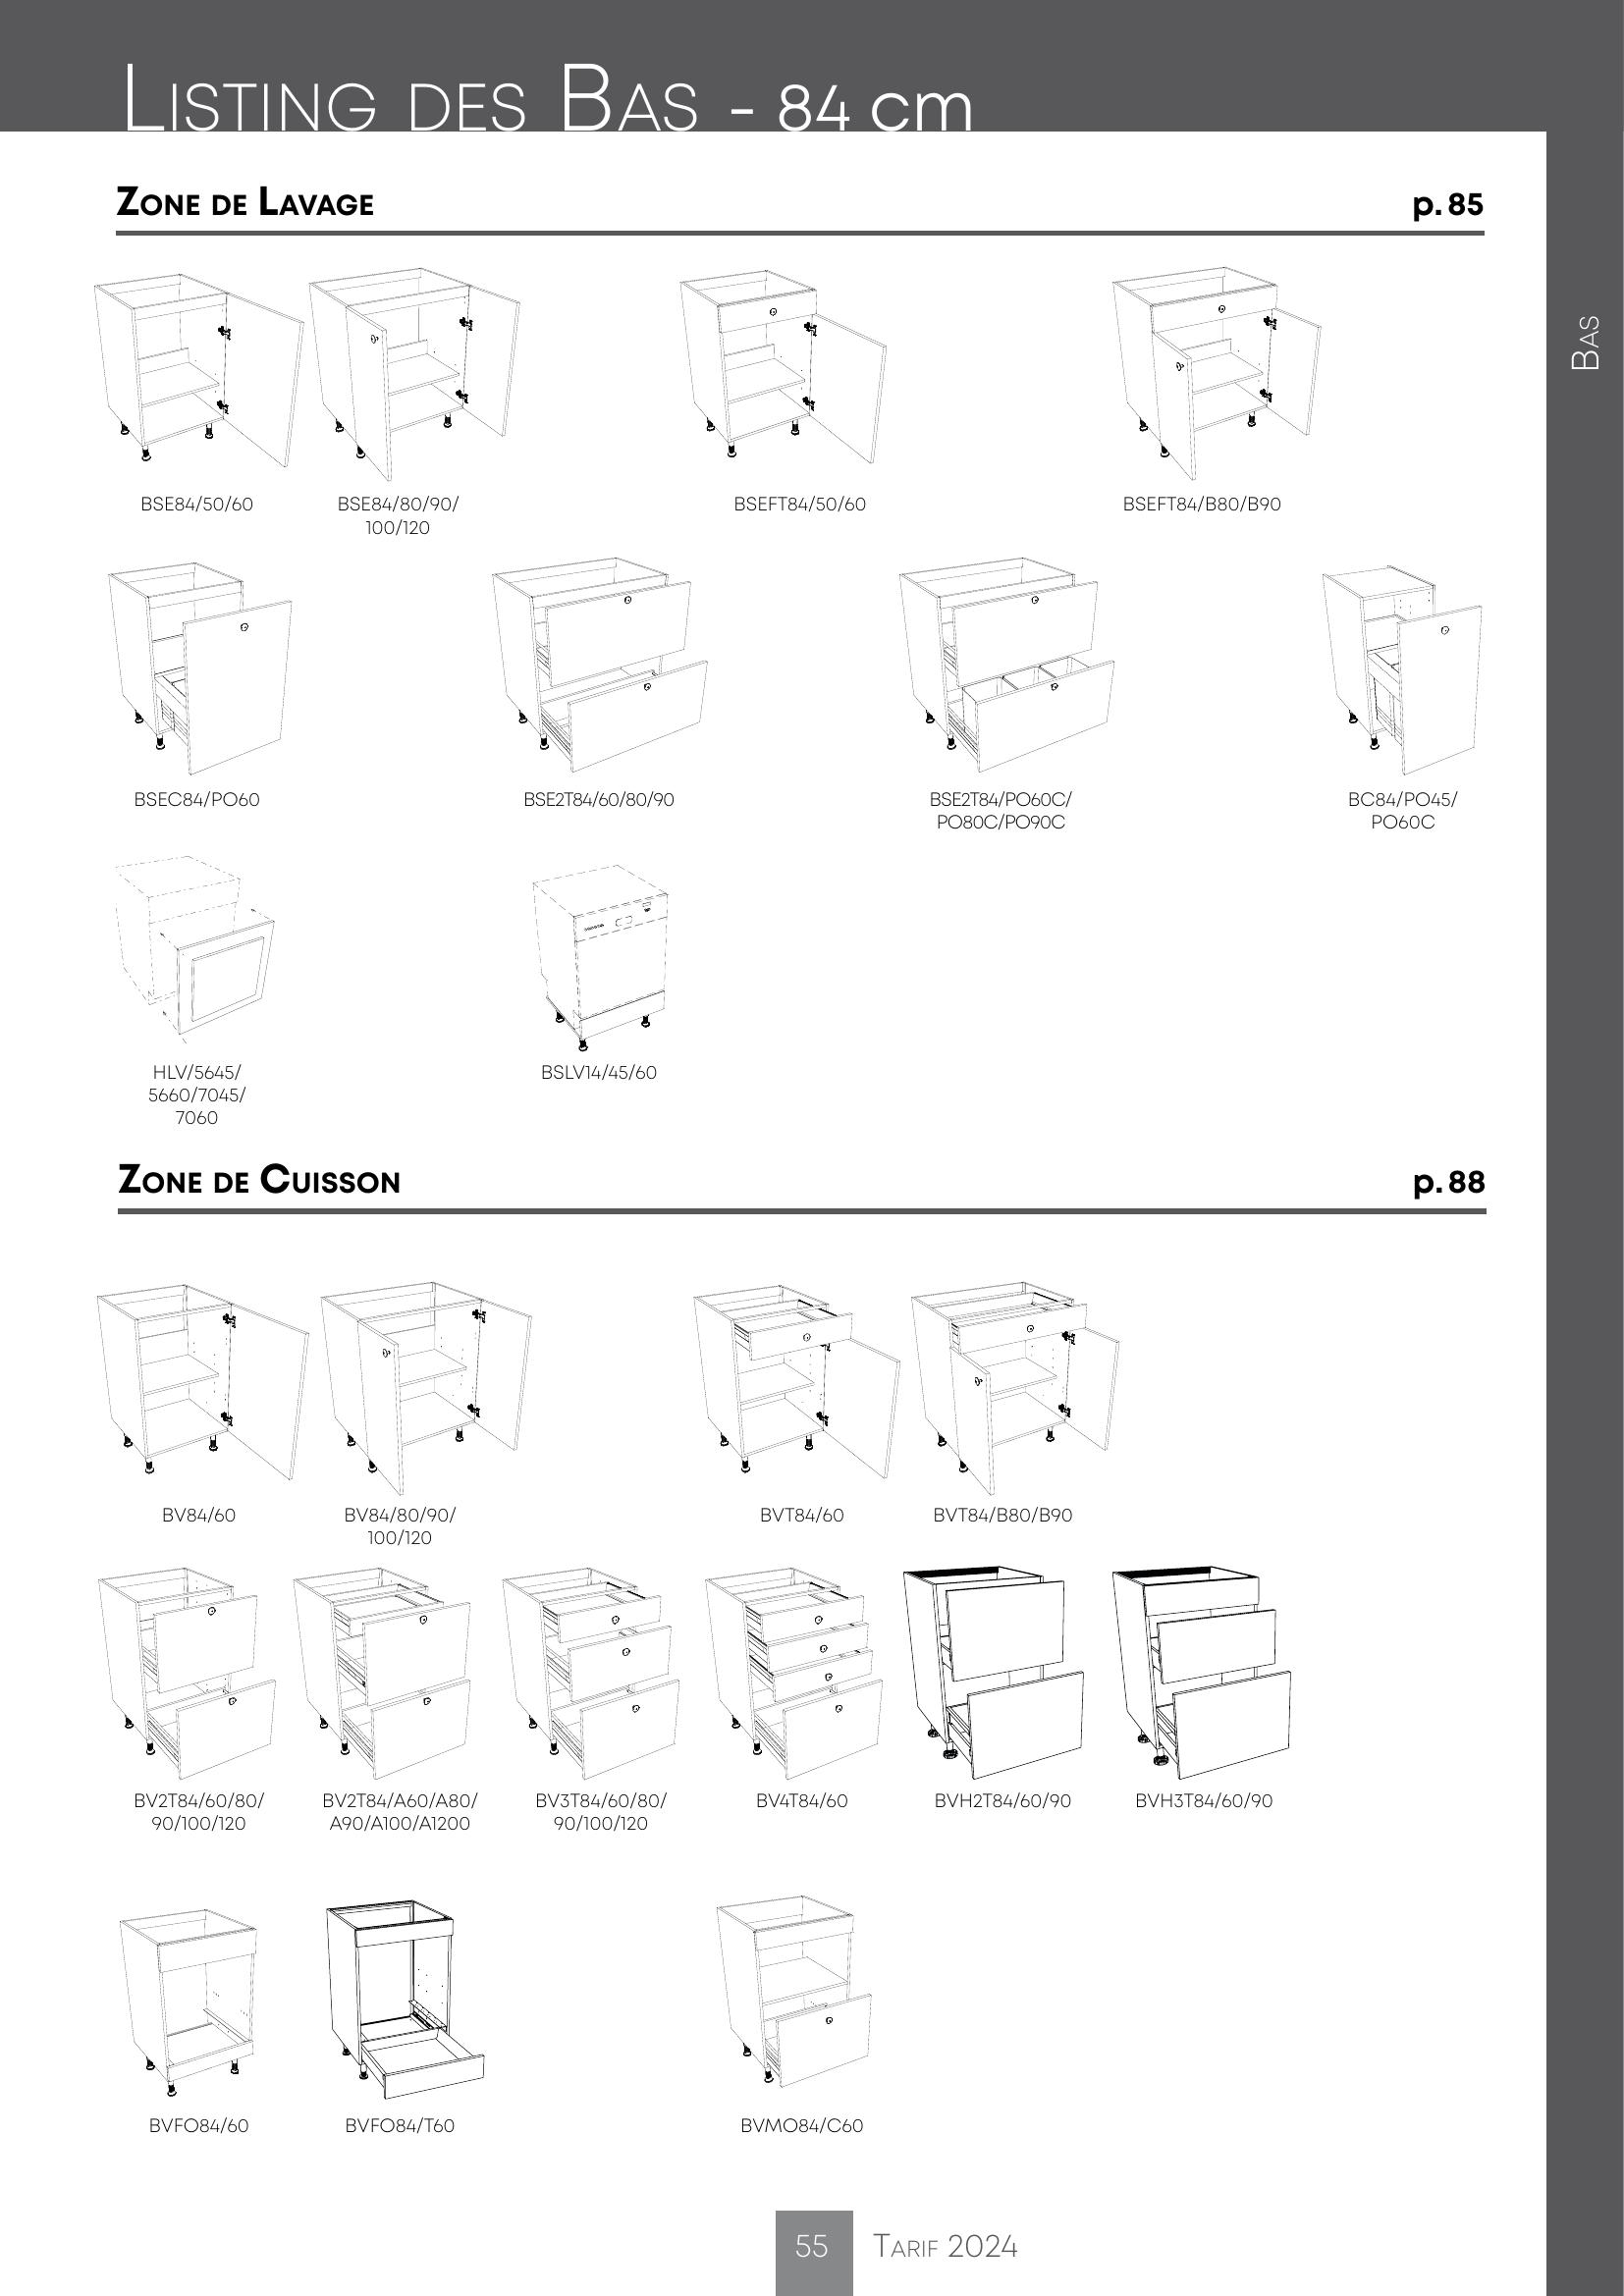 Listing des Bas - 84 cm
Bas
Zone de Lavage p. 85
BSE84/50/60
BSE84/80/90/
100/120
BSEFT84/50/60
BSEFT84/B80/B90
BSEC84/PO60
BSE2T84/60/80/90
BSE2T84/PO60C/
PO80C/PO90C
BC84/PO45/
PO60C
HLV/5645/
5660/7045/
7060
BSLV14/45/60
Zone de Cuisson p. 88
BV84/60
BV84/80/90/
100/120
BVT84/60
BVT84/B80/B90
BV2T84/60/80/
90/100/120
BV2T84/A60/A80/
A90/A100/A1200
BV3T84/60/80/
90/100/120
BV4T84/60
BVH2T84/60/90
BVH3T84/60/90
BVFO84/60
BVFO84/T60
BVMO84/C60
55 Tarif 2024